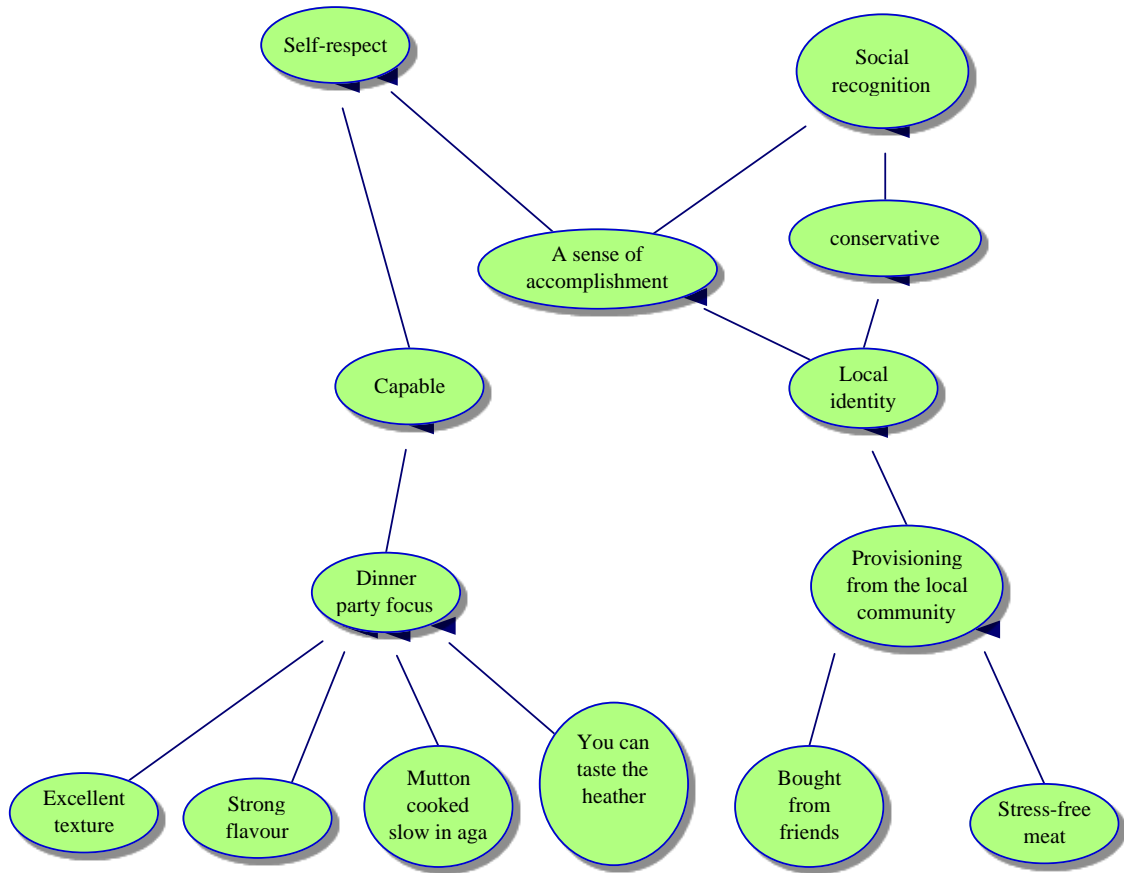 Self-respect
Social
recognition
conservative
A sense of
accomplishment
Capable
Local
identity
Dinner
party focus
Provisioning
from the local
community
Excellent
texture
Strong
flavour
Mutton
cooked
slow in aga
You can
taste the
heather
Bought
from
friends
Stress-free
meat